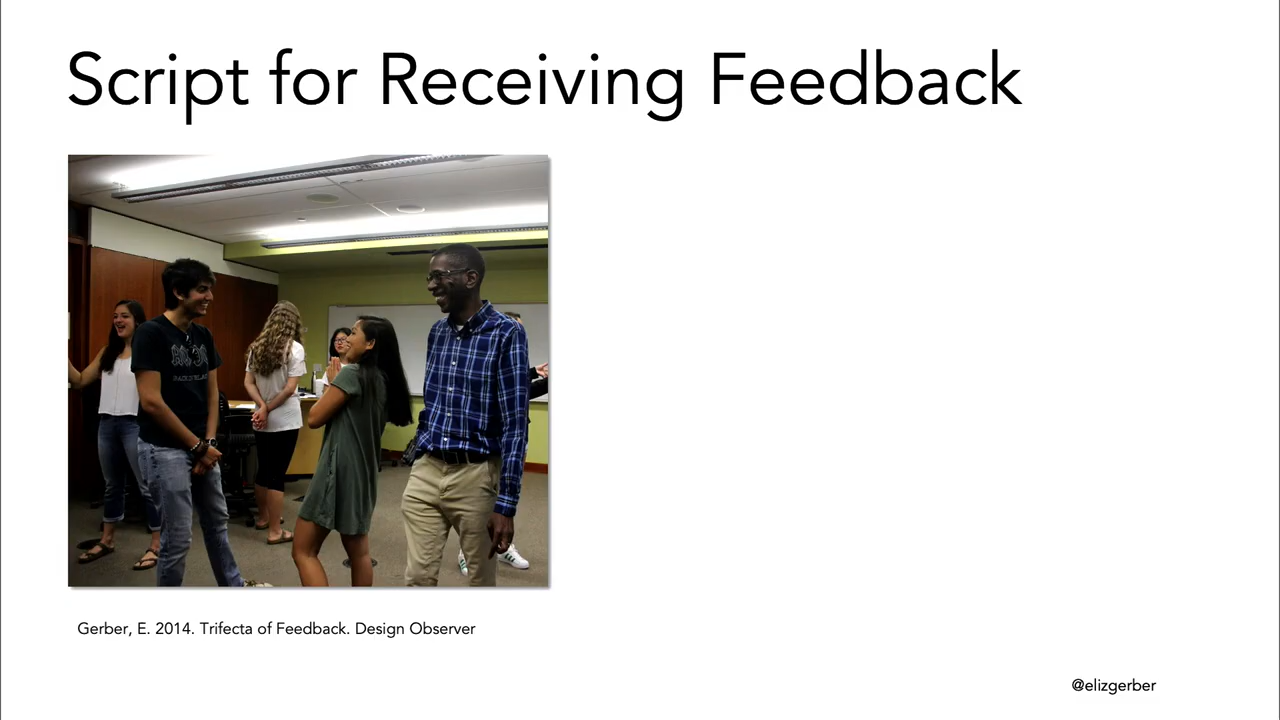 Script for Receiving Feedback
Gerber, E. 2014. Trifecta of Feedback. Design Observer
@elizgerber